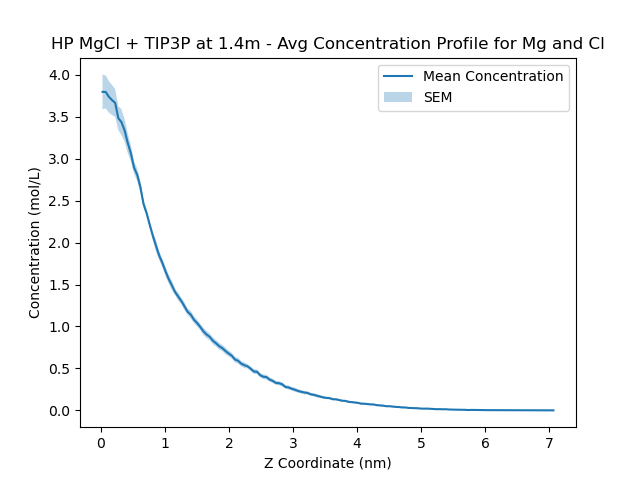 HP MgCl + TIP3P at 1.4m - Avg Concentration Profile for Mg and Cl
Mean Concentration
SEM
4.0
3.5
3.0
2.5
2.0
1.5
1.0
0.5
0.0
Concentration (mol/L)
0 1 2 3 4 5 6 7
Z Coordinate (nm)